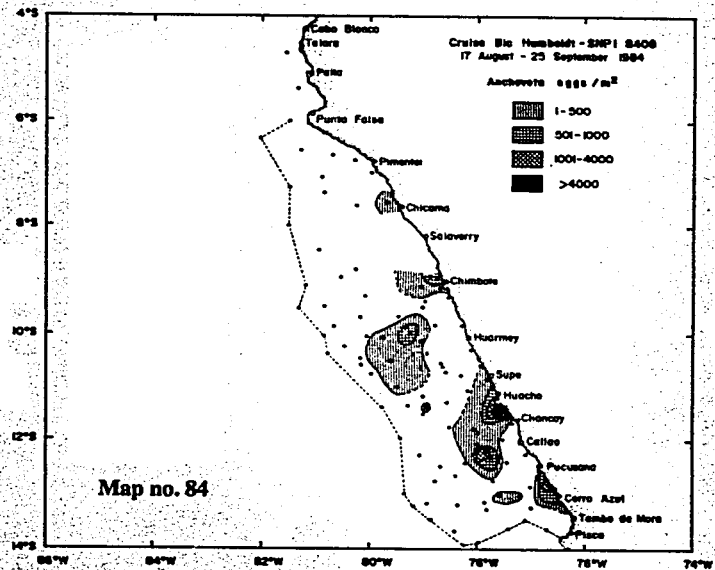 4°S
Cabo Blanco
Talara
Cruise Bio Humboldt - SNP1 8408
17 August - 25 September 1984
Paita
Anchoveta eggs / m²
1-500
6°S
Punta Falsa
501-1000
1001-4000
Pimentel
>4000
Chicama
8°S
Salaverry
Chimbote
10°S
Huarmey
Supe
Huacho
Chancay
12°S
Callao
Pucusana
Map no. 84
Cerro Azul
Tambo de Mora
Pisco
14°S
86°W
84°W
82°W
80°W
78°W
76°W
74°W